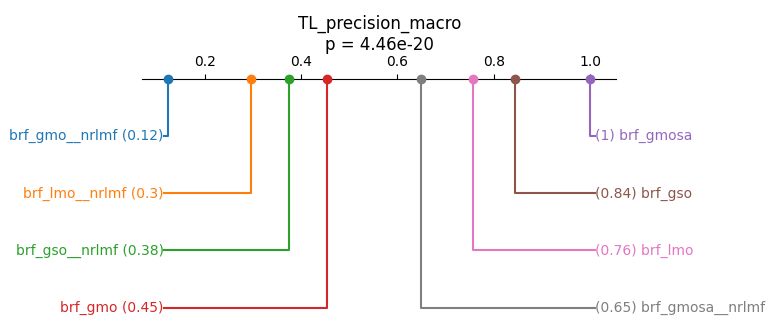 TL_precision_macro
p = 4.46e-20
0.2 0.4 0.6 0.8 1.0
brf_gmo__nrlmf (0.12) (1) brf_gmosa
brf_lmo__nrlmf (0.3) (0.84) brf_gso
brf_gso__nrlmf (0.38) (0.76) brf_lmo
brf_gmo (0.45) (0.65) brf_gmosa__nrlmf